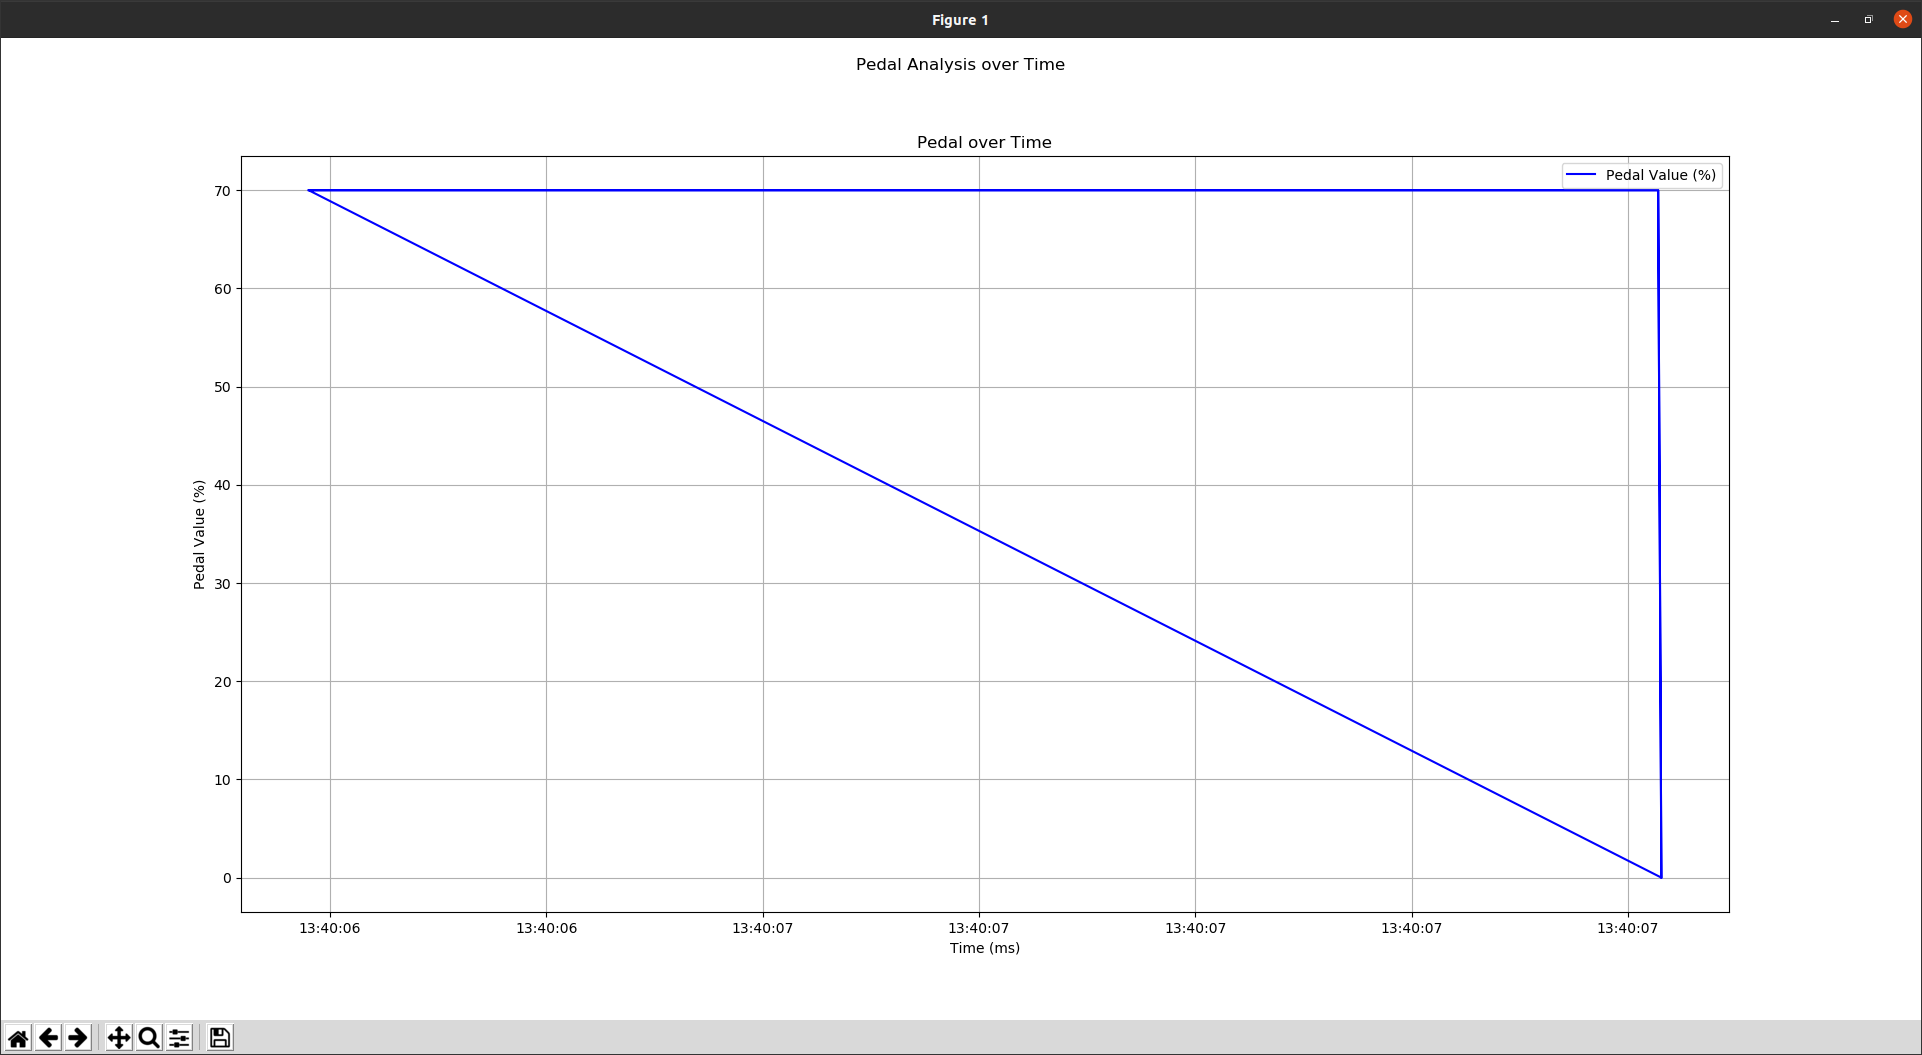 Figure 1
Pedal Analysis over Time
Pedal over Time
Pedal Value (%)
70
60
50
40
30
20
10
0
Pedal Value (%)
13:40:06 13:40:06 13:40:07 13:40:07 13:40:07 13:40:07 13:40:07
Time (ms)